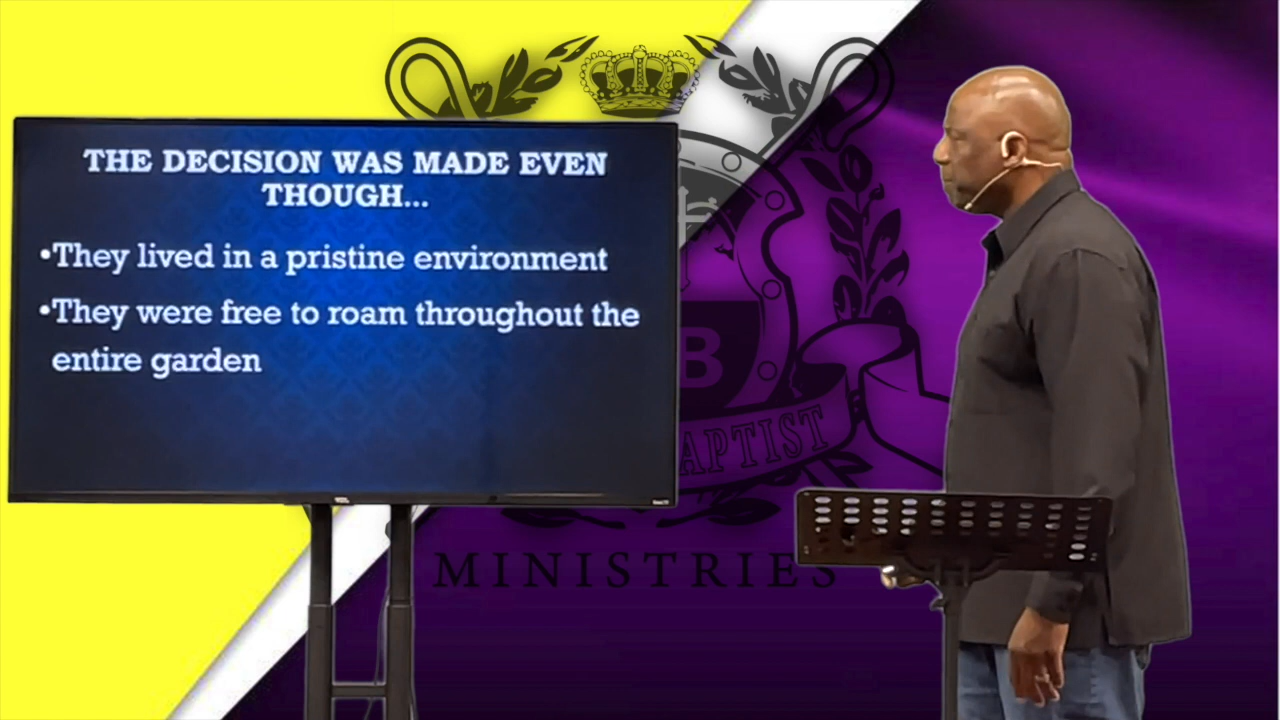 THE DECISION WAS MADE EVEN
THOUGH...
•They lived in a pristine environment
•They were free to roam throughout the
entire garden
B
APTIST
MINISTRIES